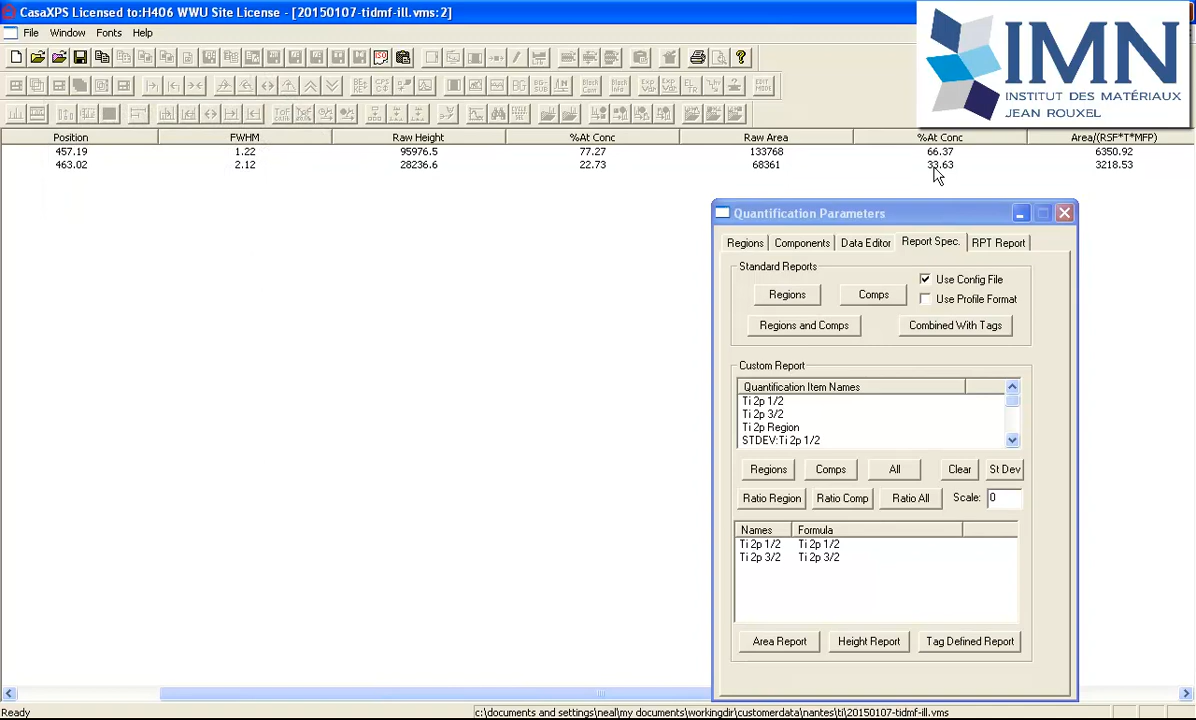 CasaXPS Licensed to:H406 WWU Site License - [20150107-tidmf-ill.vms:2]
File Window Fonts Help
IMN
INSTITUT DES MATÉRIAUX
JEAN ROUXEL
Position FWHM Raw Height %At Conc Raw Area %At Conc Area/(RSF*T*MFP)
457.19 1.22 95976.5 77.27 133768 66.37 6350.92
463.02 2.12 28236.6 22.73 68361 33.63 3218.53
Quantification Parameters
Regions Components Data Editor Report Spec. RPT Report
Standard Reports
Regions Comps Use Config File
Use Profile Format
Regions and Comps Combined With Tags
Custom Report
Quantification Item Names
Ti 2p 1/2
Ti 2p 3/2
Ti 2p Region
STDEV:Ti 2p 1/2
Regions Comps All Clear St Dev
Ratio Region Ratio Comp Ratio All Scale: 0
Names Formula
Ti 2p 1/2 Ti 2p 1/2
Ti 2p 3/2 Ti 2p 3/2
Area Report Height Report Tag Defined Report
Ready c:\documents and settings\neal\my documents\workingdir\customerdata\nantes\ti\20150107-tidmf-ill.vms